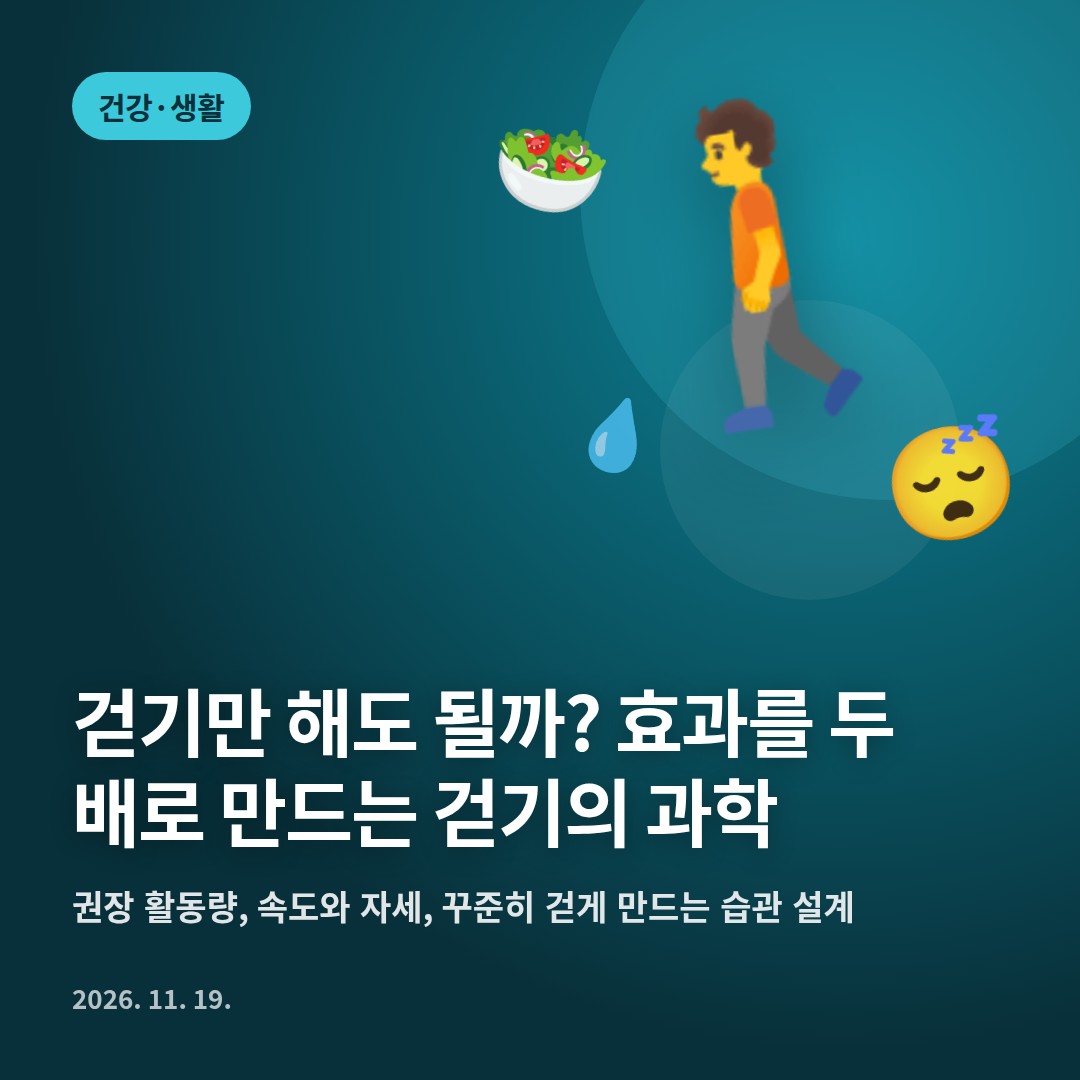 건강·생활
걷기만 해도 될까? 효과를 두
배로 만드는 걷기의 과학
권장 활동량, 속도와 자세, 꾸준히 걷게 만드는 습관 설계
2026. 11. 19.